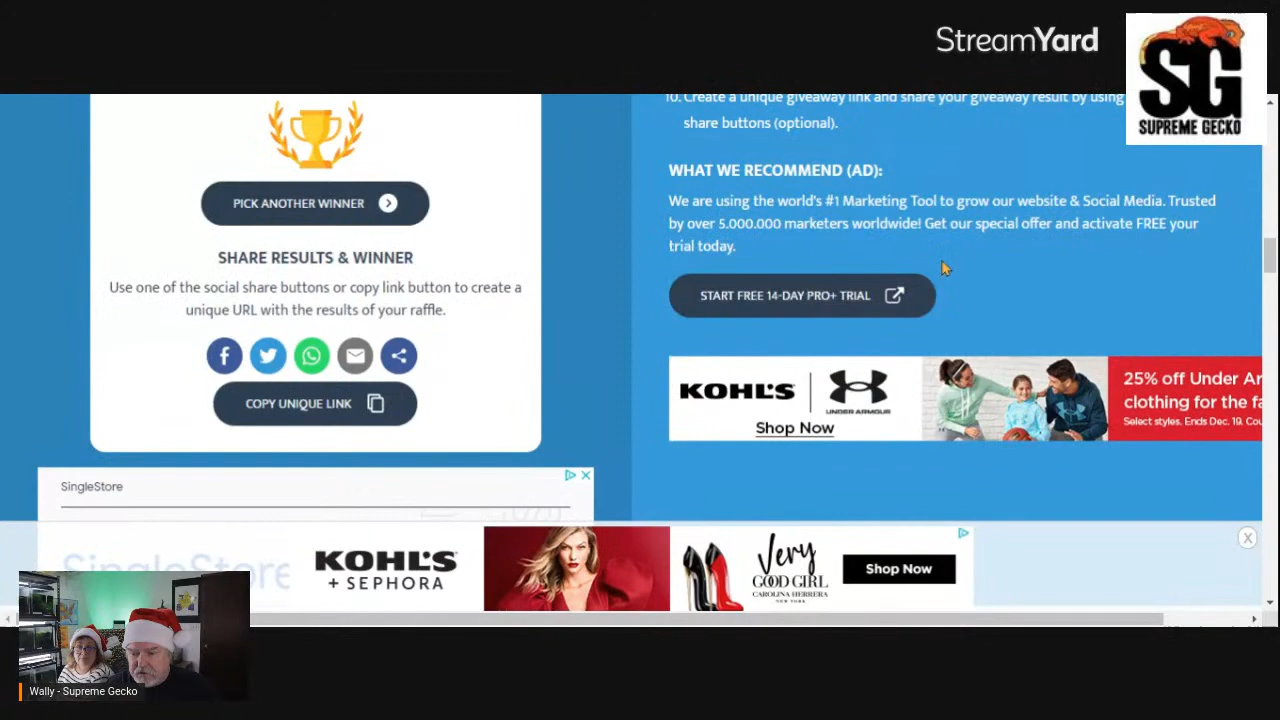 StreamYard
SG
SUPREME GECKO
PICK ANOTHER WINNER
SHARE RESULTS & WINNER
Use one of the social share buttons or copy link button to create a
unique URL with the results of your raffle.
COPY UNIQUE LINK
SingleStore
SingleStore
10. Create a unique giveaway link and share your giveaway result by using
share buttons (optional).
WHAT WE RECOMMEND (AD):
We are using the world's #1 Marketing Tool to grow our website & Social Media. Trusted
by over 5.000.000 marketers worldwide! Get our special offer and activate FREE your
trial today.
START FREE 14-DAY PRO+ TRIAL
KOHL'S
UNDER ARMOUR
Shop Now
25% off Under Ar
clothing for the fa
Select styles. Ends Dec. 19. Cou
KOHL'S
+ SEPHORA
Very
GOOD GIRL
CAROLINA HERRERA
NEW YORK
Shop Now
X
Wally - Supreme Gecko